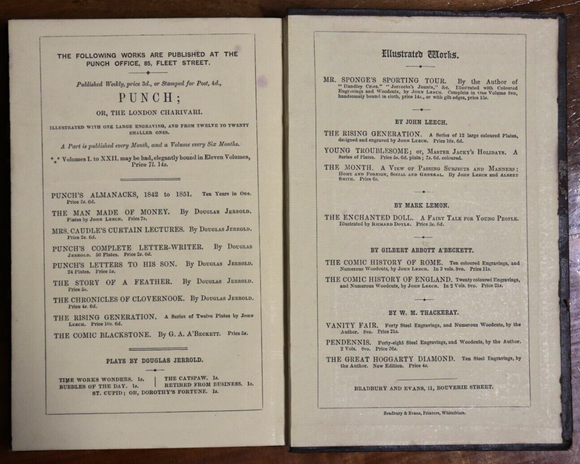 THE FOLLOWING WORKS ARE PUBLISHED AT THE
PUNCH OFFICE, 85, FLEET STREET.
Published Weekly, price 3d., or Stamped for Post, 4d.,
PUNCH;
OR, THE LONDON CHARIVARI.
ILLUSTRATED WITH ONE LARGE ENGRAVING, AND FROM TWELVE TO TWENTY
SMALLER ONES.
A Part is published every Month, and a Volume every Six Months.
*** Volumes I. to XXII. may be had, elegantly bound in Eleven Volumes,
Price 7l. 14s.
PUNCH'S ALMANACKS, 1842 to 1851. Ten Years in One.
Price 2s. 6d.
THE MAN MADE OF MONEY. By Douglas Jerrold.
Plates by John Leech. Price 7s.
MRS. CAUDLE'S CURTAIN LECTURES. By Douglas Jerrold.
Price 2s. 6d.
PUNCH'S COMPLETE LETTER-WRITER. By Douglas
Jerrold. 50 Plates. Price 2s. 6d.
PUNCH'S LETTERS TO HIS SON. By Douglas Jerrold.
24 Plates. Price 5s.
THE STORY OF A FEATHER. By Douglas Jerrold.
Price 5s.
THE CHRONICLES OF CLOVERNOOK. By Douglas Jerrold.
Price 4s. 6d.
THE RISING GENERATION. A Series of Twelve Plates by John
Leech. Price 10s. 6d.
THE COMIC BLACKSTONE. By G. A. A'Beckett. Price 5s.
PLAYS BY DOUGLAS JERROLD.
TIME WORKS WONDERS. 1s. THE CATSPAW. 1s.
BUBBLES OF THE DAY. 1s. RETIRED FROM BUSINESS. 1s.
ST. CUPID; OR, DOROTHY'S FORTUNE. 1s.
Illustrated Works.
MR. SPONGE'S SPORTING TOUR. By the Author of
"Handley Cross," "Jorrocks's Jaunts," &c. Illustrated with Coloured
Engravings and Woodcuts, by John Leech. Complete in One Volume 8vo,
handsomely bound in cloth, price 14s., or with gilt edges, price 15s.
BY JOHN LEECH.
THE RISING GENERATION. A Series of 12 large coloured Plates,
designed and engraved by John Leech. Price 10s. 6d.
YOUNG TROUBLESOME; or, Master Jacky's Holidays. A
Series of Plates. Price 5s. 6d. plain; 7s. 6d. coloured.
THE MONTH. A View of Passing Subjects and Manners;
Home and Foreign, Social and General. By John Leech and Albert
Smith. Price 6s.
BY MARK LEMON.
THE ENCHANTED DOLL. A Fairy Tale for Young People.
Illustrated by Richard Doyle. Price 2s. 6d.
BY GILBERT ABBOTT A'BECKETT.
THE COMIC HISTORY OF ROME. Ten coloured Engravings, and
Numerous Woodcuts, by John Leech. In 2 vols. 8vo. Price 11s.
THE COMIC HISTORY OF ENGLAND. Twenty coloured Engravings,
and Numerous Woodcuts, by John Leech. In 2 Vols. 8vo. Price 21s.
BY W. M. THACKERAY.
VANITY FAIR. Forty Steel Engravings, and Numerous Woodcuts, by the
Author. 8vo. Price 21s.
PENDENNIS. Forty-eight Steel Engravings, and Woodcuts, by the Author.
2 Vols. 8vo. Price 26s.
THE GREAT HOGGARTY DIAMOND. Ten Steel Engravings, by
the Author. New Edition. Price 4s.
BRADBURY AND EVANS, 11, BOUVERIE STREET.
Bradbury & Evans, Printers, Whitefriars.